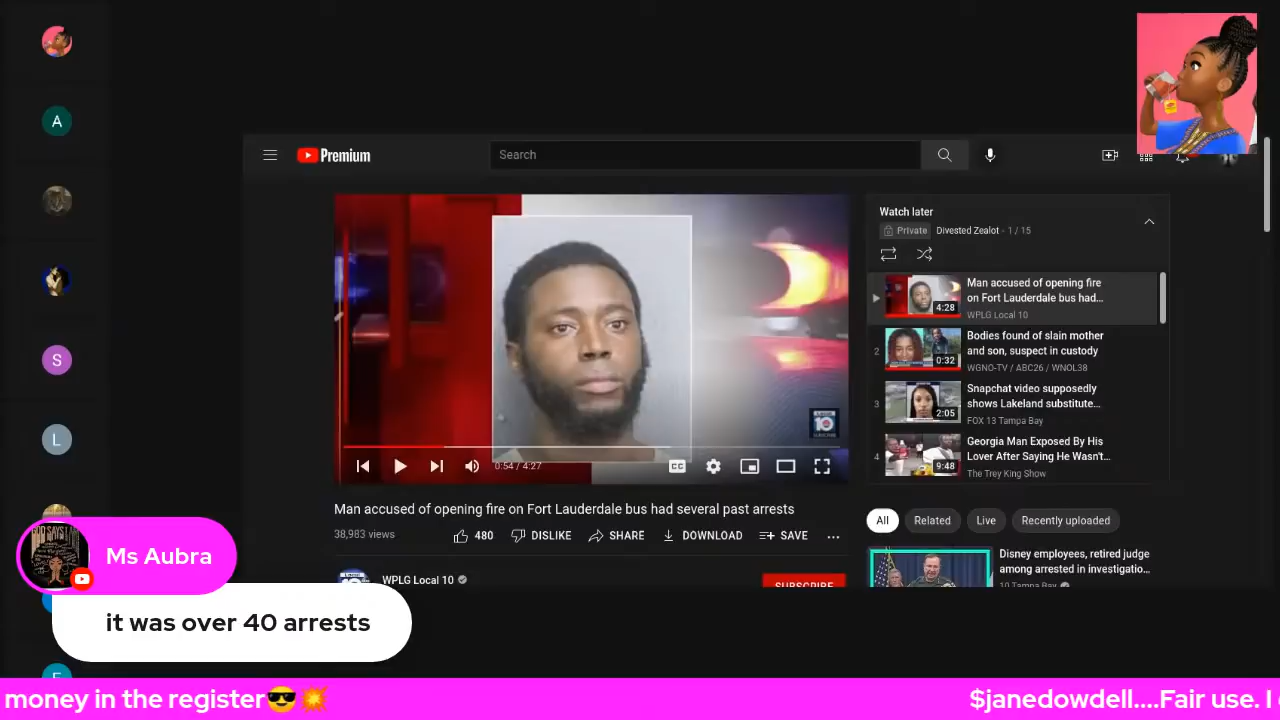 A
S
L
Premium
Search
0:54 / 4:27
CC
Man accused of opening fire on Fort Lauderdale bus had several past arrests
38,983 views
480
DISLIKE
SHARE
DOWNLOAD
SAVE
WPLG Local 10
SUBSCRIBE
Watch later
Private
Divested Zealot - 1 / 15
4:28
Man accused of opening fire
on Fort Lauderdale bus had...
WPLG Local 10
2
0:32
Bodies found of slain mother
and son, suspect in custody
WGNO-TV / ABC26 / WNOL38
3
2:05
Snapchat video supposedly
shows Lakeland substitute...
FOX 13 Tampa Bay
4
9:48
Georgia Man Exposed By His
Lover After Saying He Wasn't...
The Trey King Show
All
Related
Live
Recently uploaded
Disney employees, retired judge
among arrested in investigatio...
10 Tampa Bay
Ms Aubra
it was over 40 arrests
money in the register😎💥
$janedowdell....Fair use. I